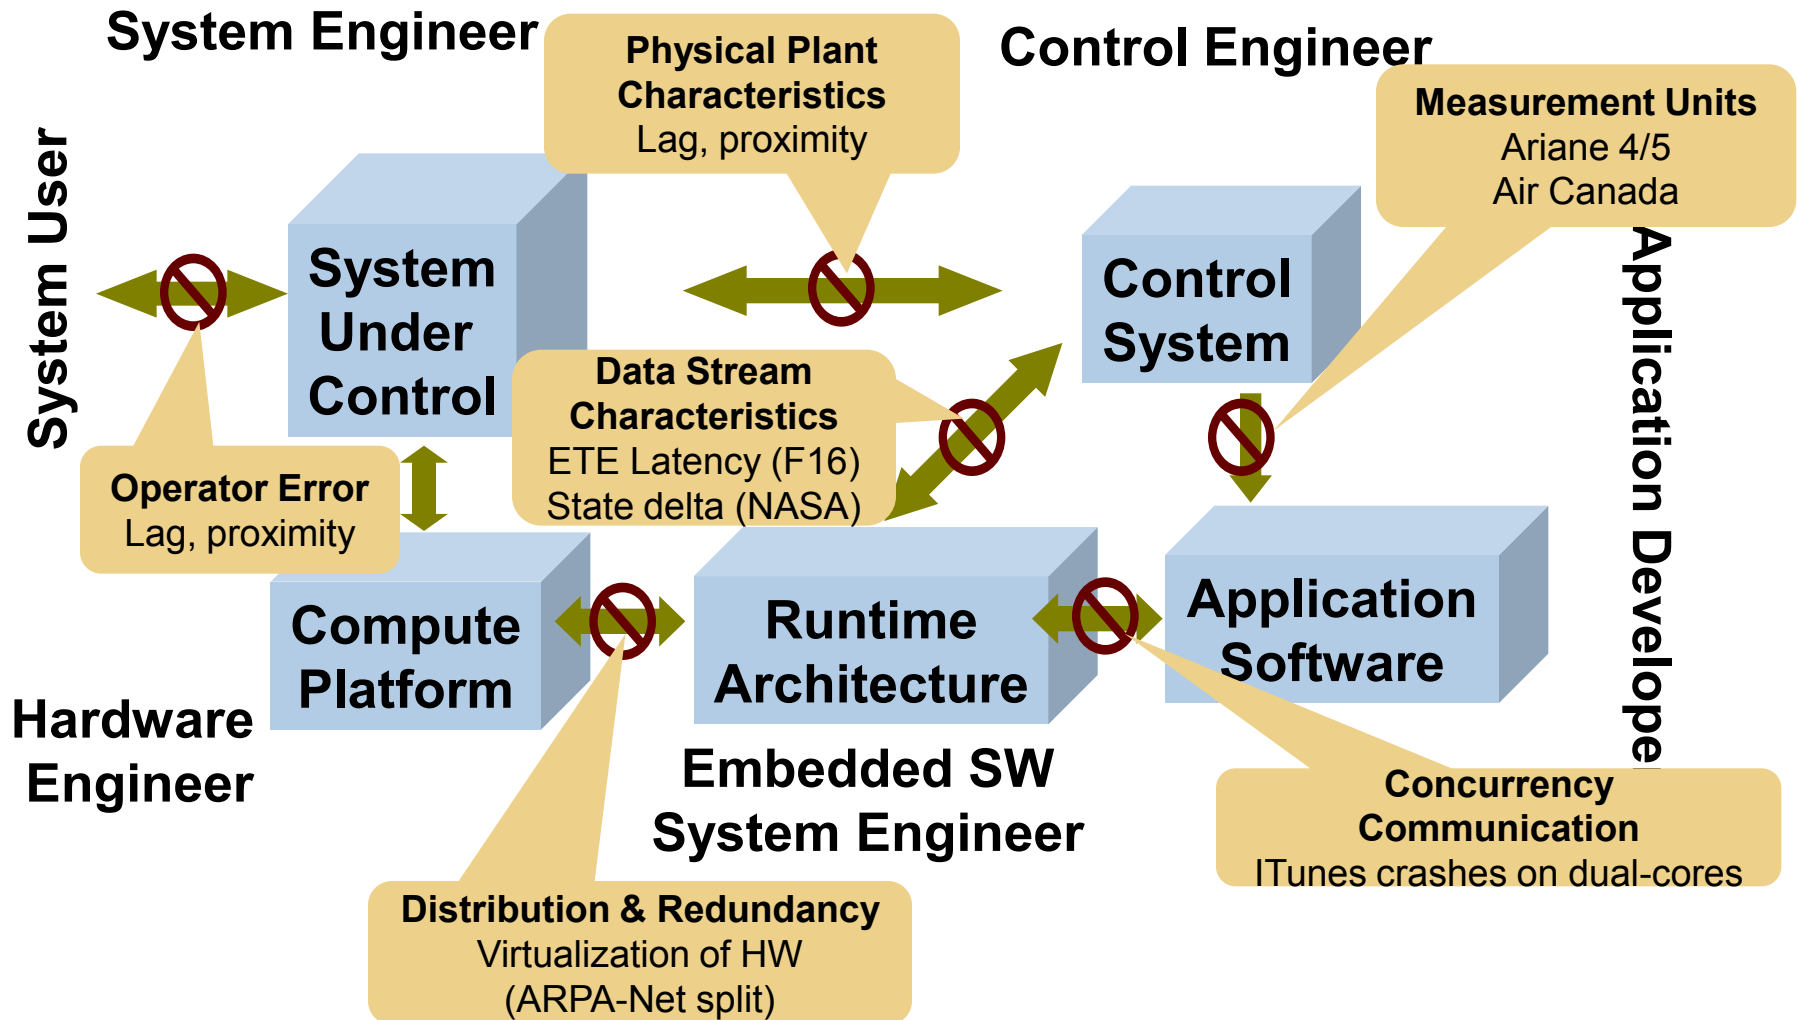 System Engineer
Physical Plant
Characteristics
Lag, proximity
Control Engineer
Measurement Units
Ariane 4/5
Air Canada
System User
System
Under
Control
Control
System
Application Developer
Data Stream
Characteristics
ETE Latency (F16)
State delta (NASA)
Operator Error
Lag, proximity
Compute
Platform
Runtime
Architecture
Application
Software
Hardware
Engineer
Embedded SW
System Engineer
Concurrency
Communication
ITunes crashes on dual-cores
Distribution & Redundancy
Virtualization of HW
(ARPA-Net split)